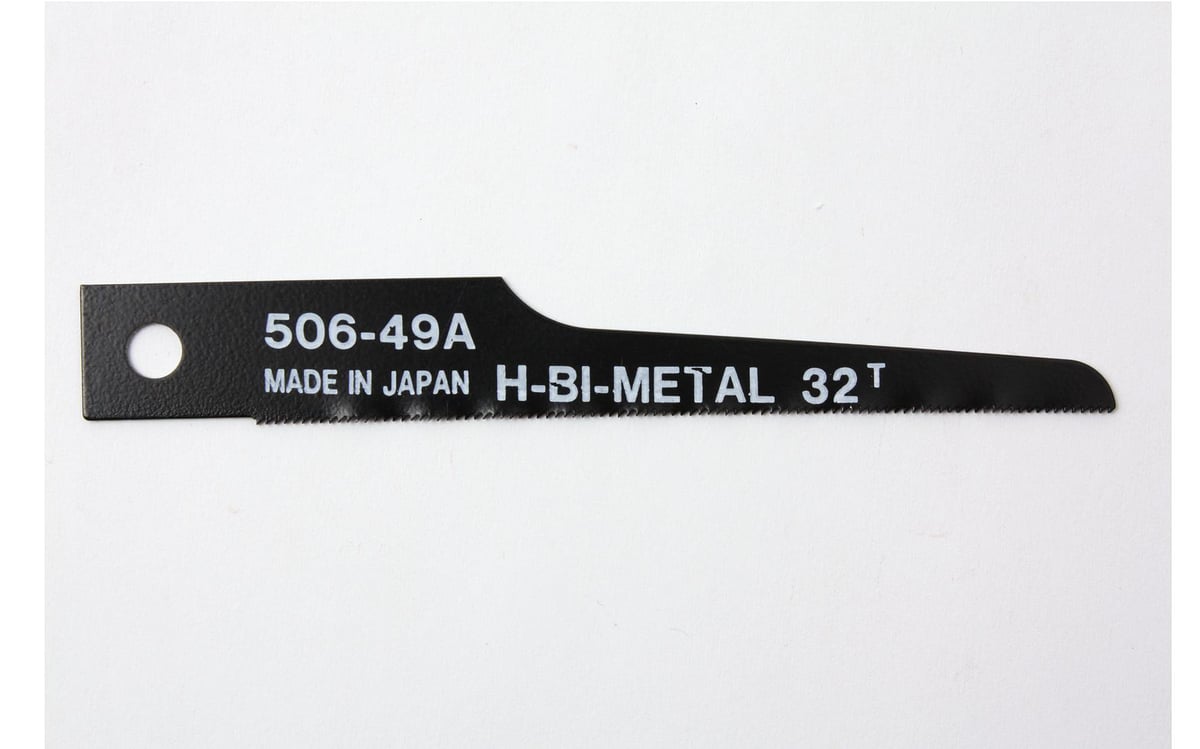 506-49A
MADE IN JAPAN H-BI-METAL 32T